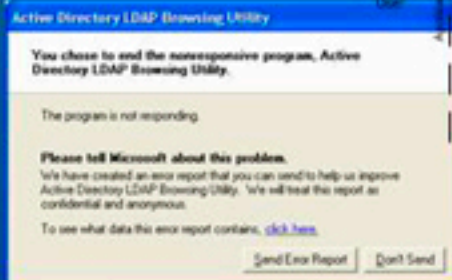 Active Directory LDAP Browsing Utility
You chose to end the nonresponsive program, Active
Directory LDAP Browsing Utility.
The program is not responding.
Please tell Microsoft about this problem.
We have created an error report that you can send to help us improve
Active Directory LDAP Browsing Utility. We will treat this report as
confidential and anonymous.
To see what data this error report contains, click here.
Send Error Report Don't Send